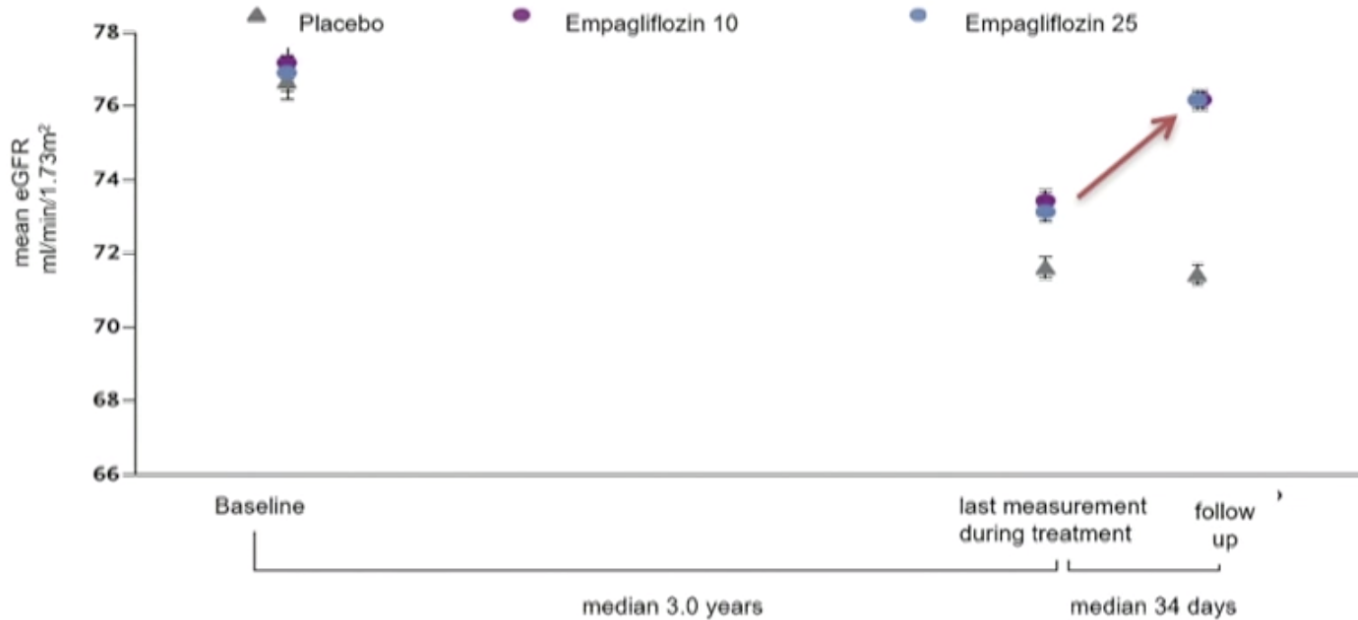 Placebo
Empagliflozin 10
Empagliflozin 25
78
76
74
72
70
68
66
mean eGFR
ml/miin/1.73m²
Baseline
last measurement
during treatment
follow
up
median 3.0 years
median 34 days